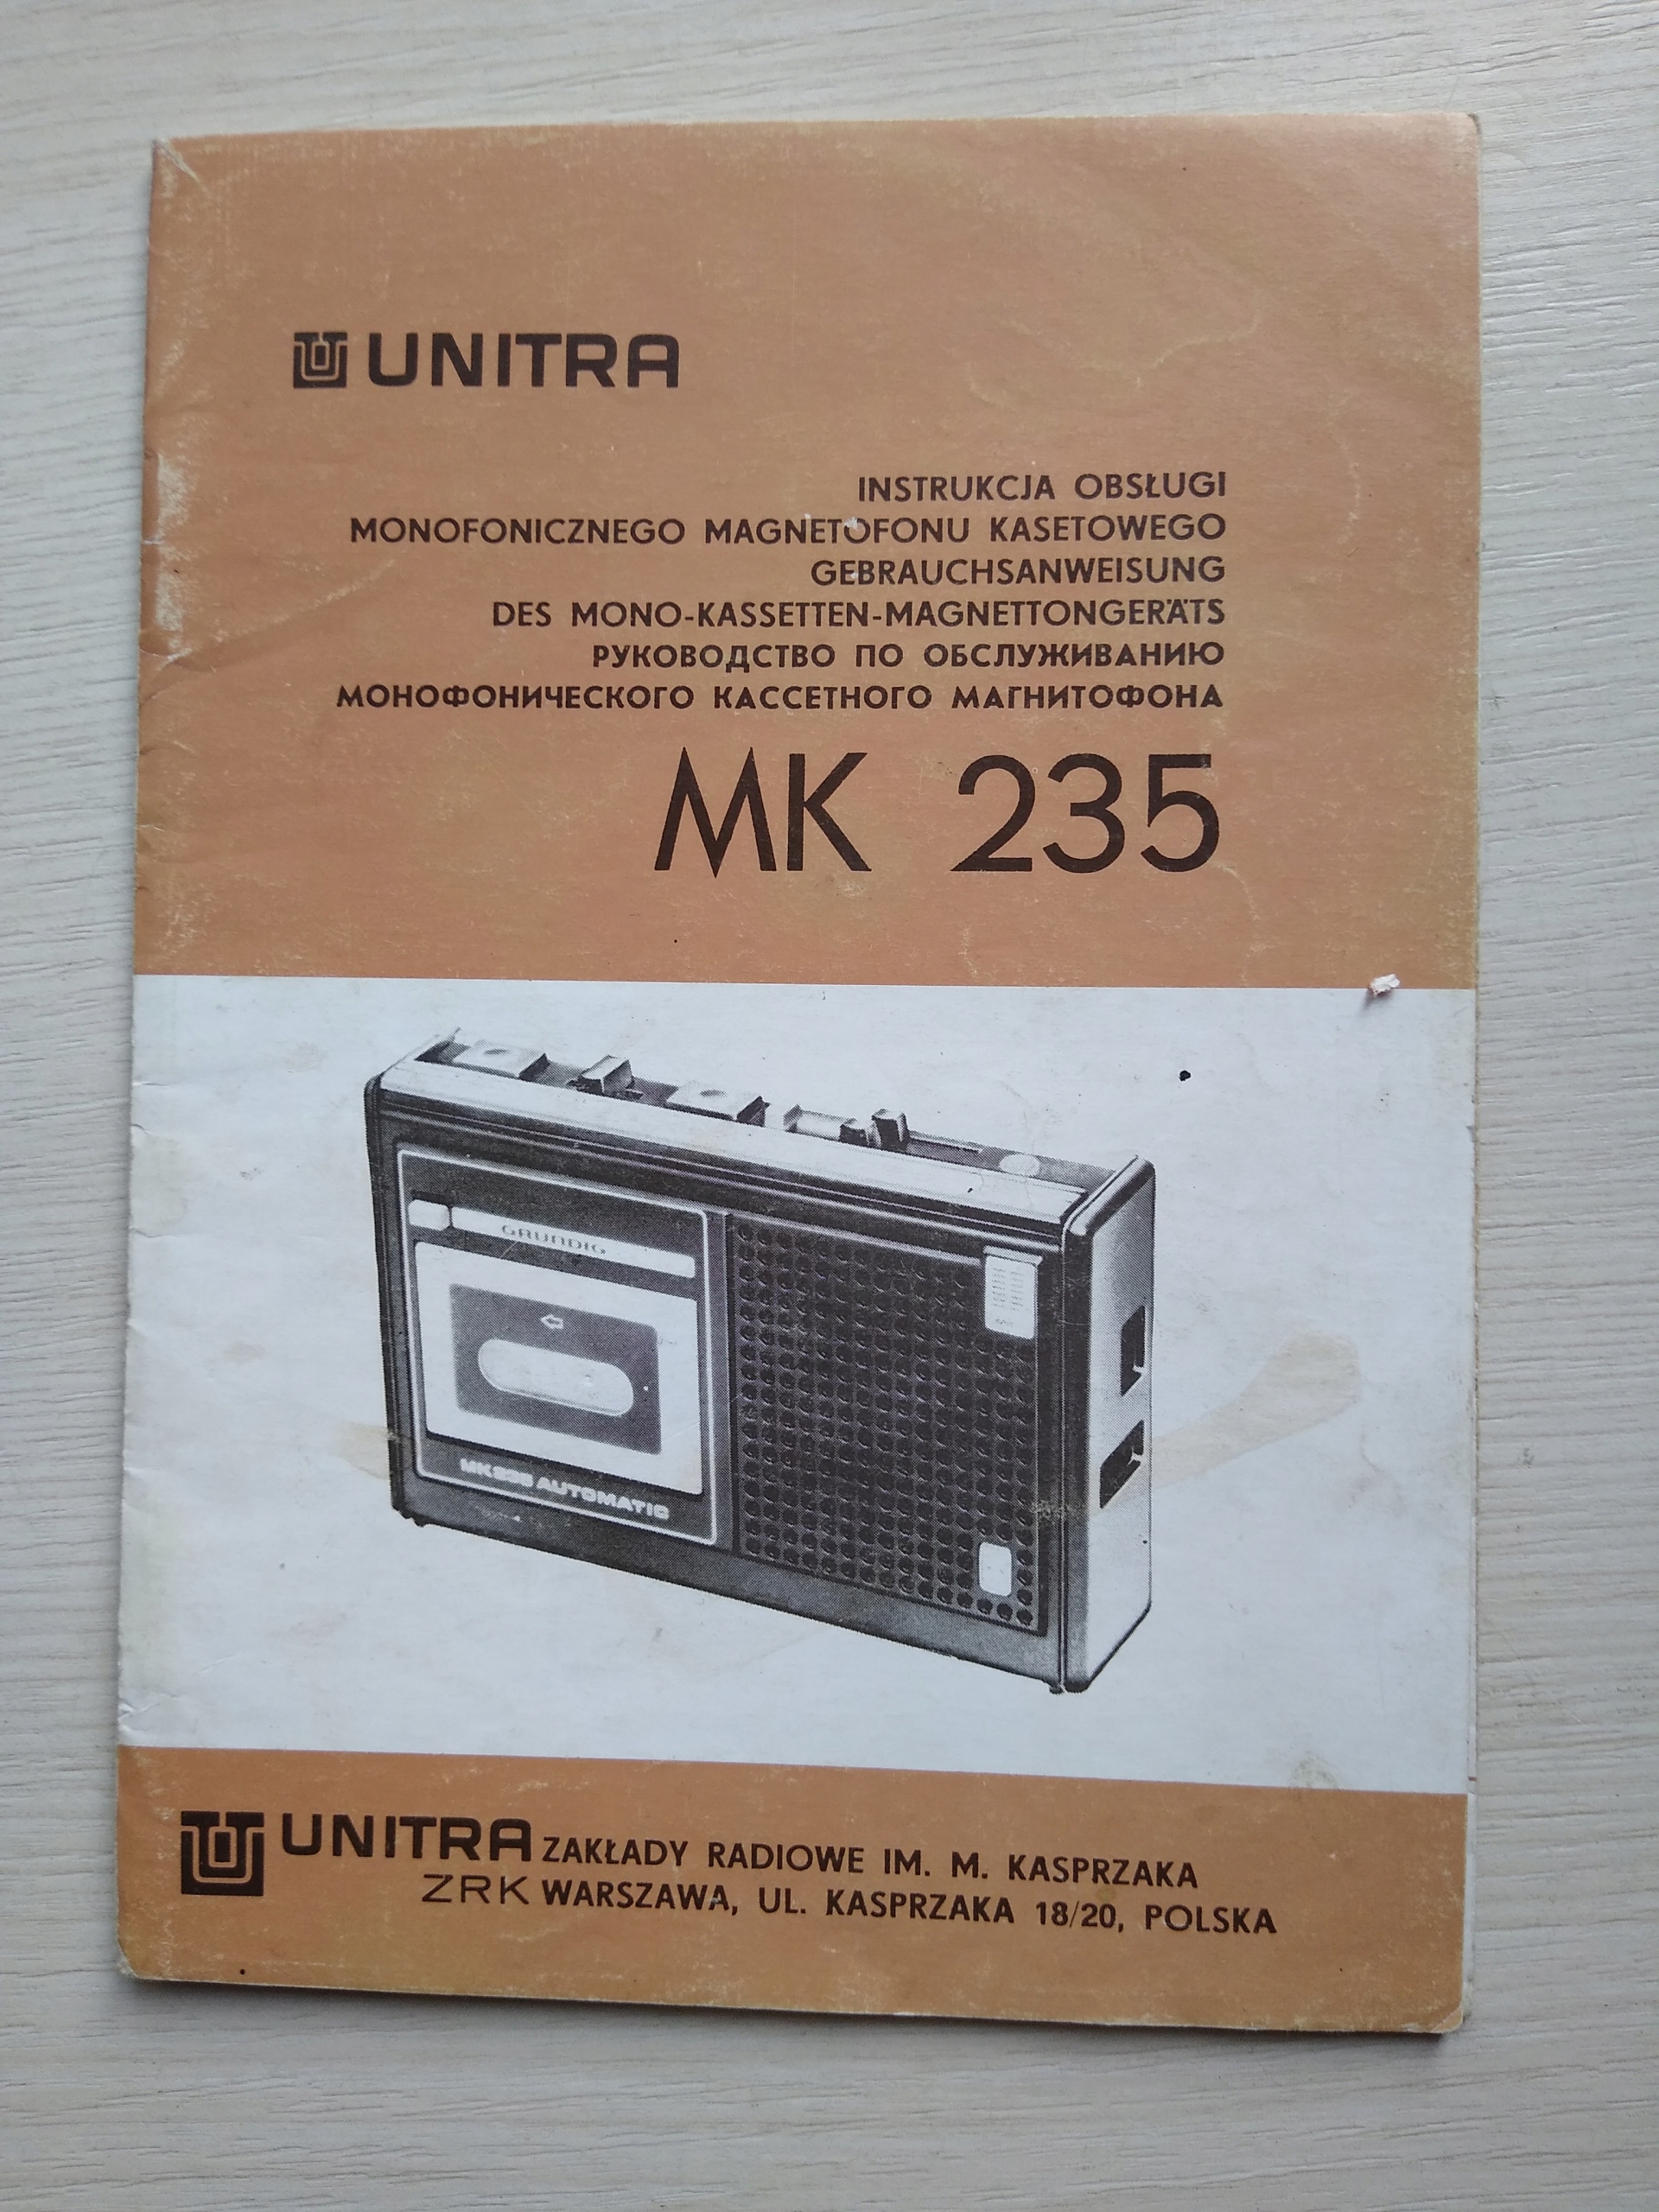 UNITRA
INSTRUKCJA OBSŁUGI
MONOFONICZNEGO MAGNETOFONU KASETOWEGO
GEBRAUCHSANWEISUNG
DES MONO-KASSETTEN-MAGNETTONGERÄTS
РУКОВОДСТВО ПО ОБСЛУЖИВАНИЮ
МОНОФОНИЧЕСКОГО КАССЕТНОГО МАГНИТОФОНА
MK 235
GRUNDIG
MK235 AUTOMATIC
UNITRA ZAKŁADY RADIOWE IM. M. KASPRZAKA
ZRK WARSZAWA, UL. KASPRZAKA 18/20, POLSKA